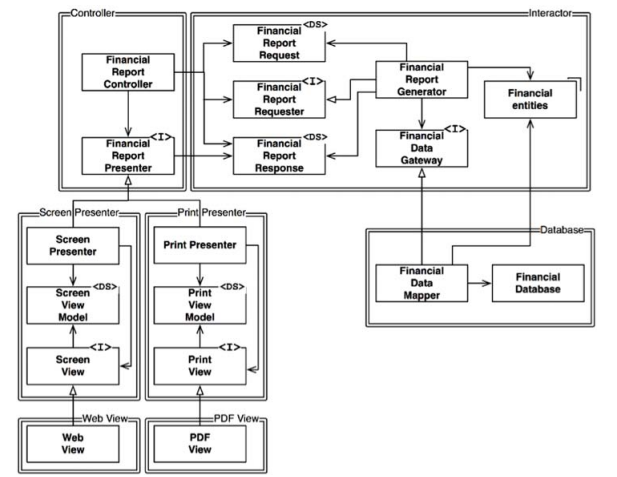 Controller
Interactor
Financial
Report
Controller
<I>
Financial
Report
Presenter
<DS>
Financial
Report
Request
<I>
Financial
Report
Requester
<DS>
Financial
Report
Response
Financial
Report
Generator
<I>
Financial
Data
Gateway
Financial
entities
Screen Presenter
Screen
Presenter
<DS>
Screen
View
Model
<I>
Screen
View
Print Presenter
Print Presenter
<DS>
Print
View
Model
<I>
Print
View
Database
Financial
Data
Mapper
Financial
Database
Web View
Web
View
PDF View
PDF
View